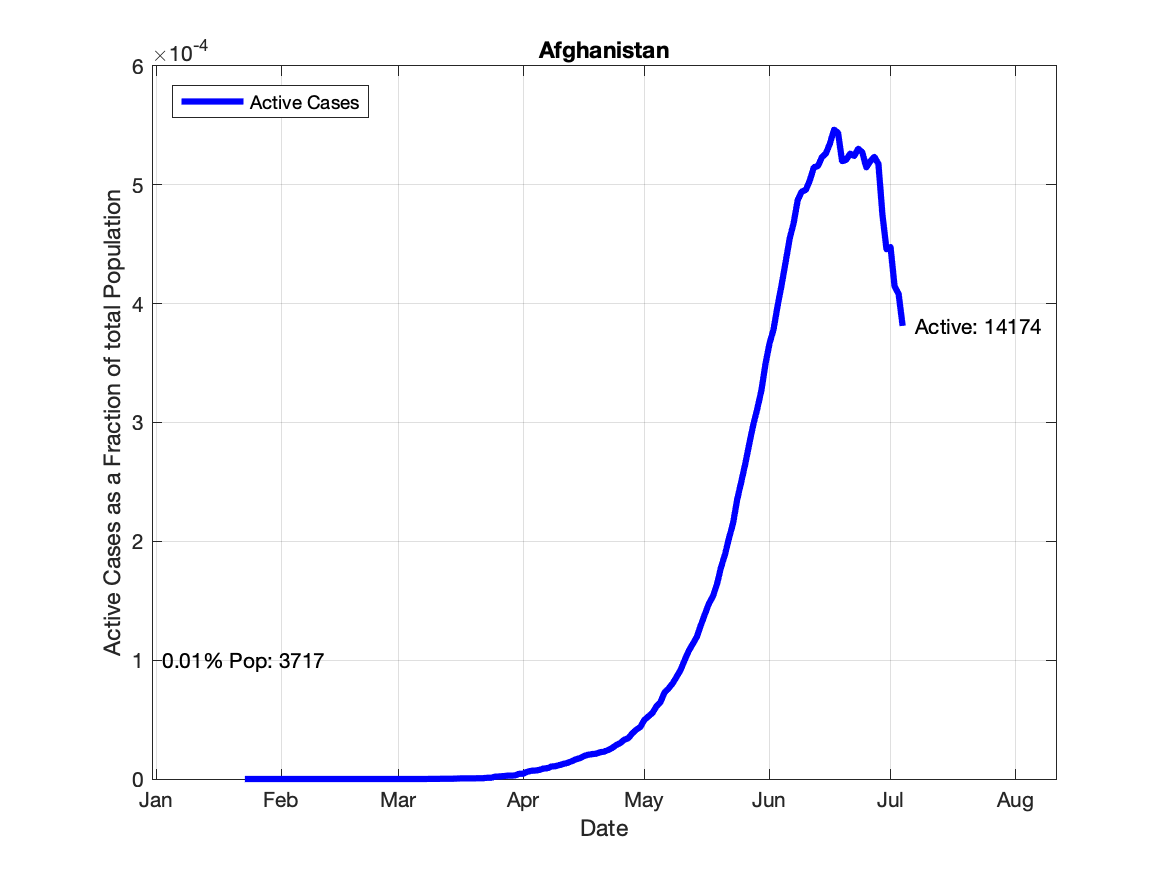 Afghanistan
×10-4
6
5
4
3
2
1
0
Active Cases as a Fraction of total Population
Active Cases
Active: 14174
0.01% Pop: 3717
Jan Feb Mar Apr May Jun Jul Aug
Date